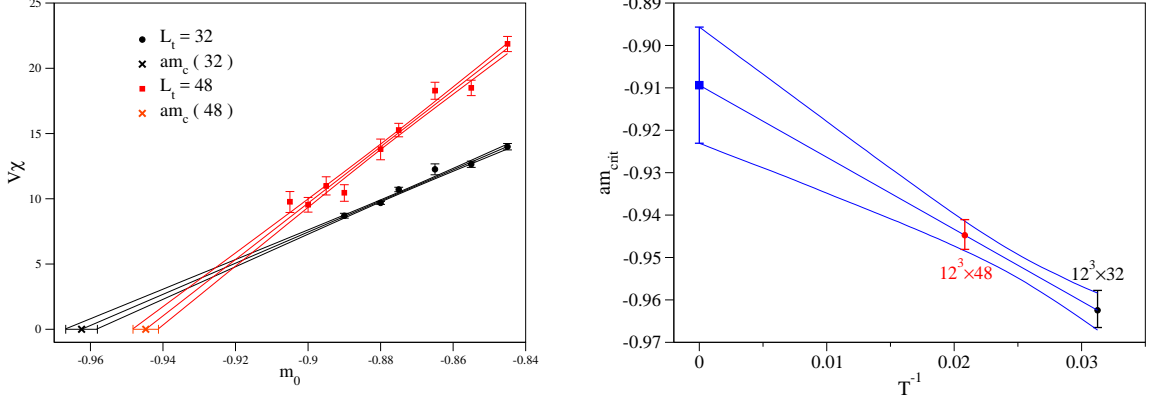 25
20
15
10
5
0
Vχ
L_t = 32
am_c ( 32 )
L_t = 48
am_c ( 48 )
-0.96 -0.94 -0.92 -0.9 -0.88 -0.86 -0.84
m_0
-0.89
-0.90
-0.91
-0.92
-0.93
-0.94
-0.95
-0.96
-0.97
am_crit
12^3×48
12^3×32
0 0.01 0.02 0.03
T^-1